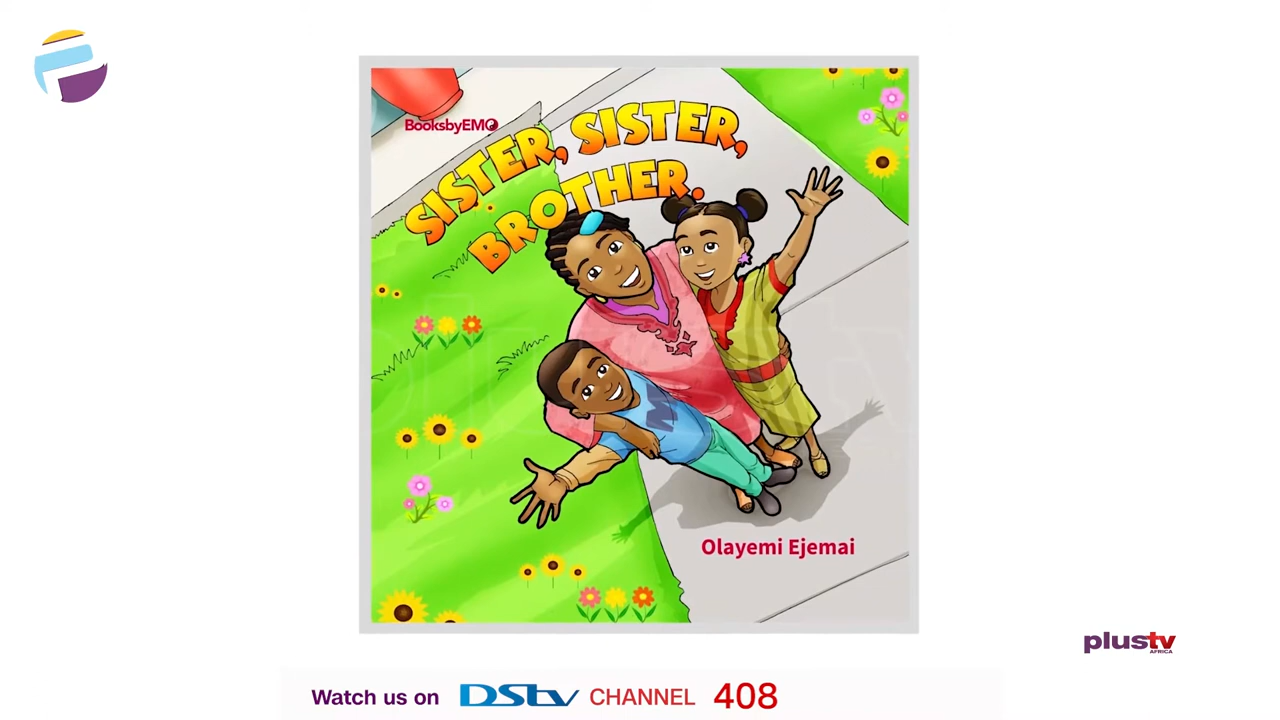 BooksbyEMO
SISTER, SISTER,
BROTHER.
Olayemi Ejemai
plustv
AFRICA
Watch us on DStv CHANNEL 408